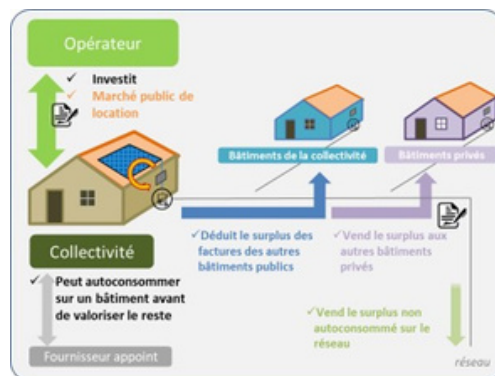 Opérateur
✓ Investit
✓ Marché public de
location
Bâtiments de la collectivité
Bâtiments privés
Collectivité
✓ Peut autoconsommer
sur un bâtiment avant
de valoriser le reste
Fournisseur appoint
✓ Déduit le surplus des
factures des autres
bâtiments publics
✓ Vend le surplus aux
autres bâtiments
privés
✓ Vend le surplus non
autoconsommé sur le
réseau
réseau